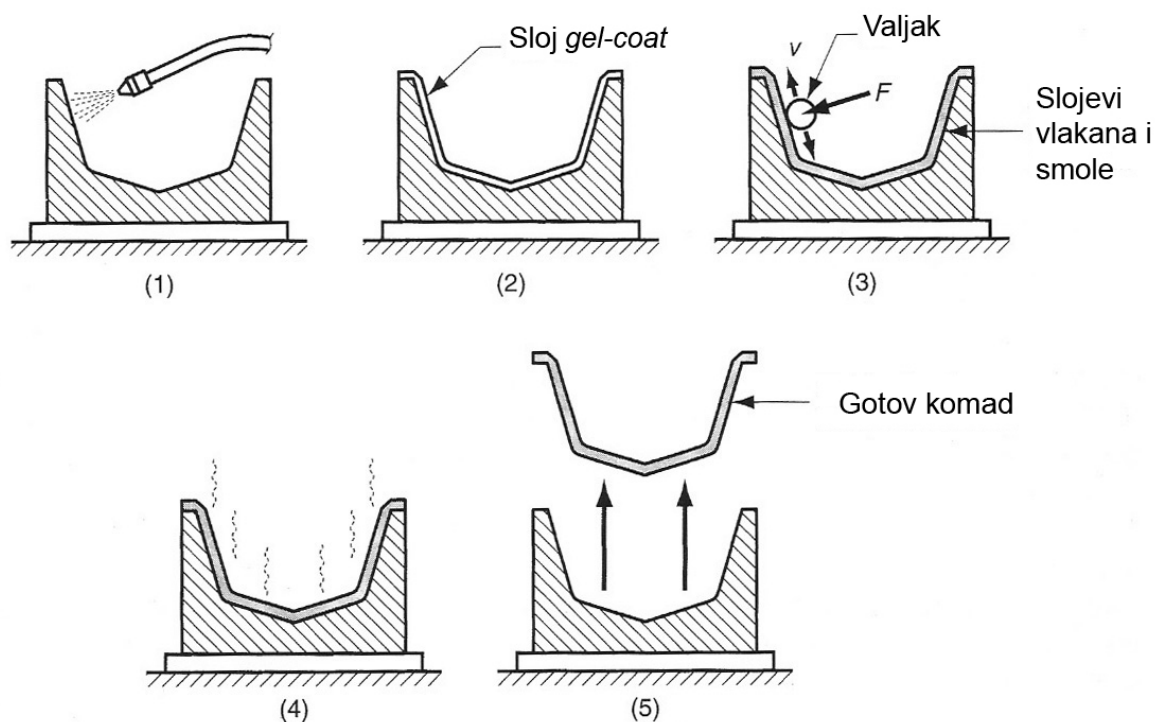 Sloj gel-coat
Valjak
v
F
Slojevi
vlakana i
smole
(1)
(2)
(3)
Gotov komad
(4)
(5)